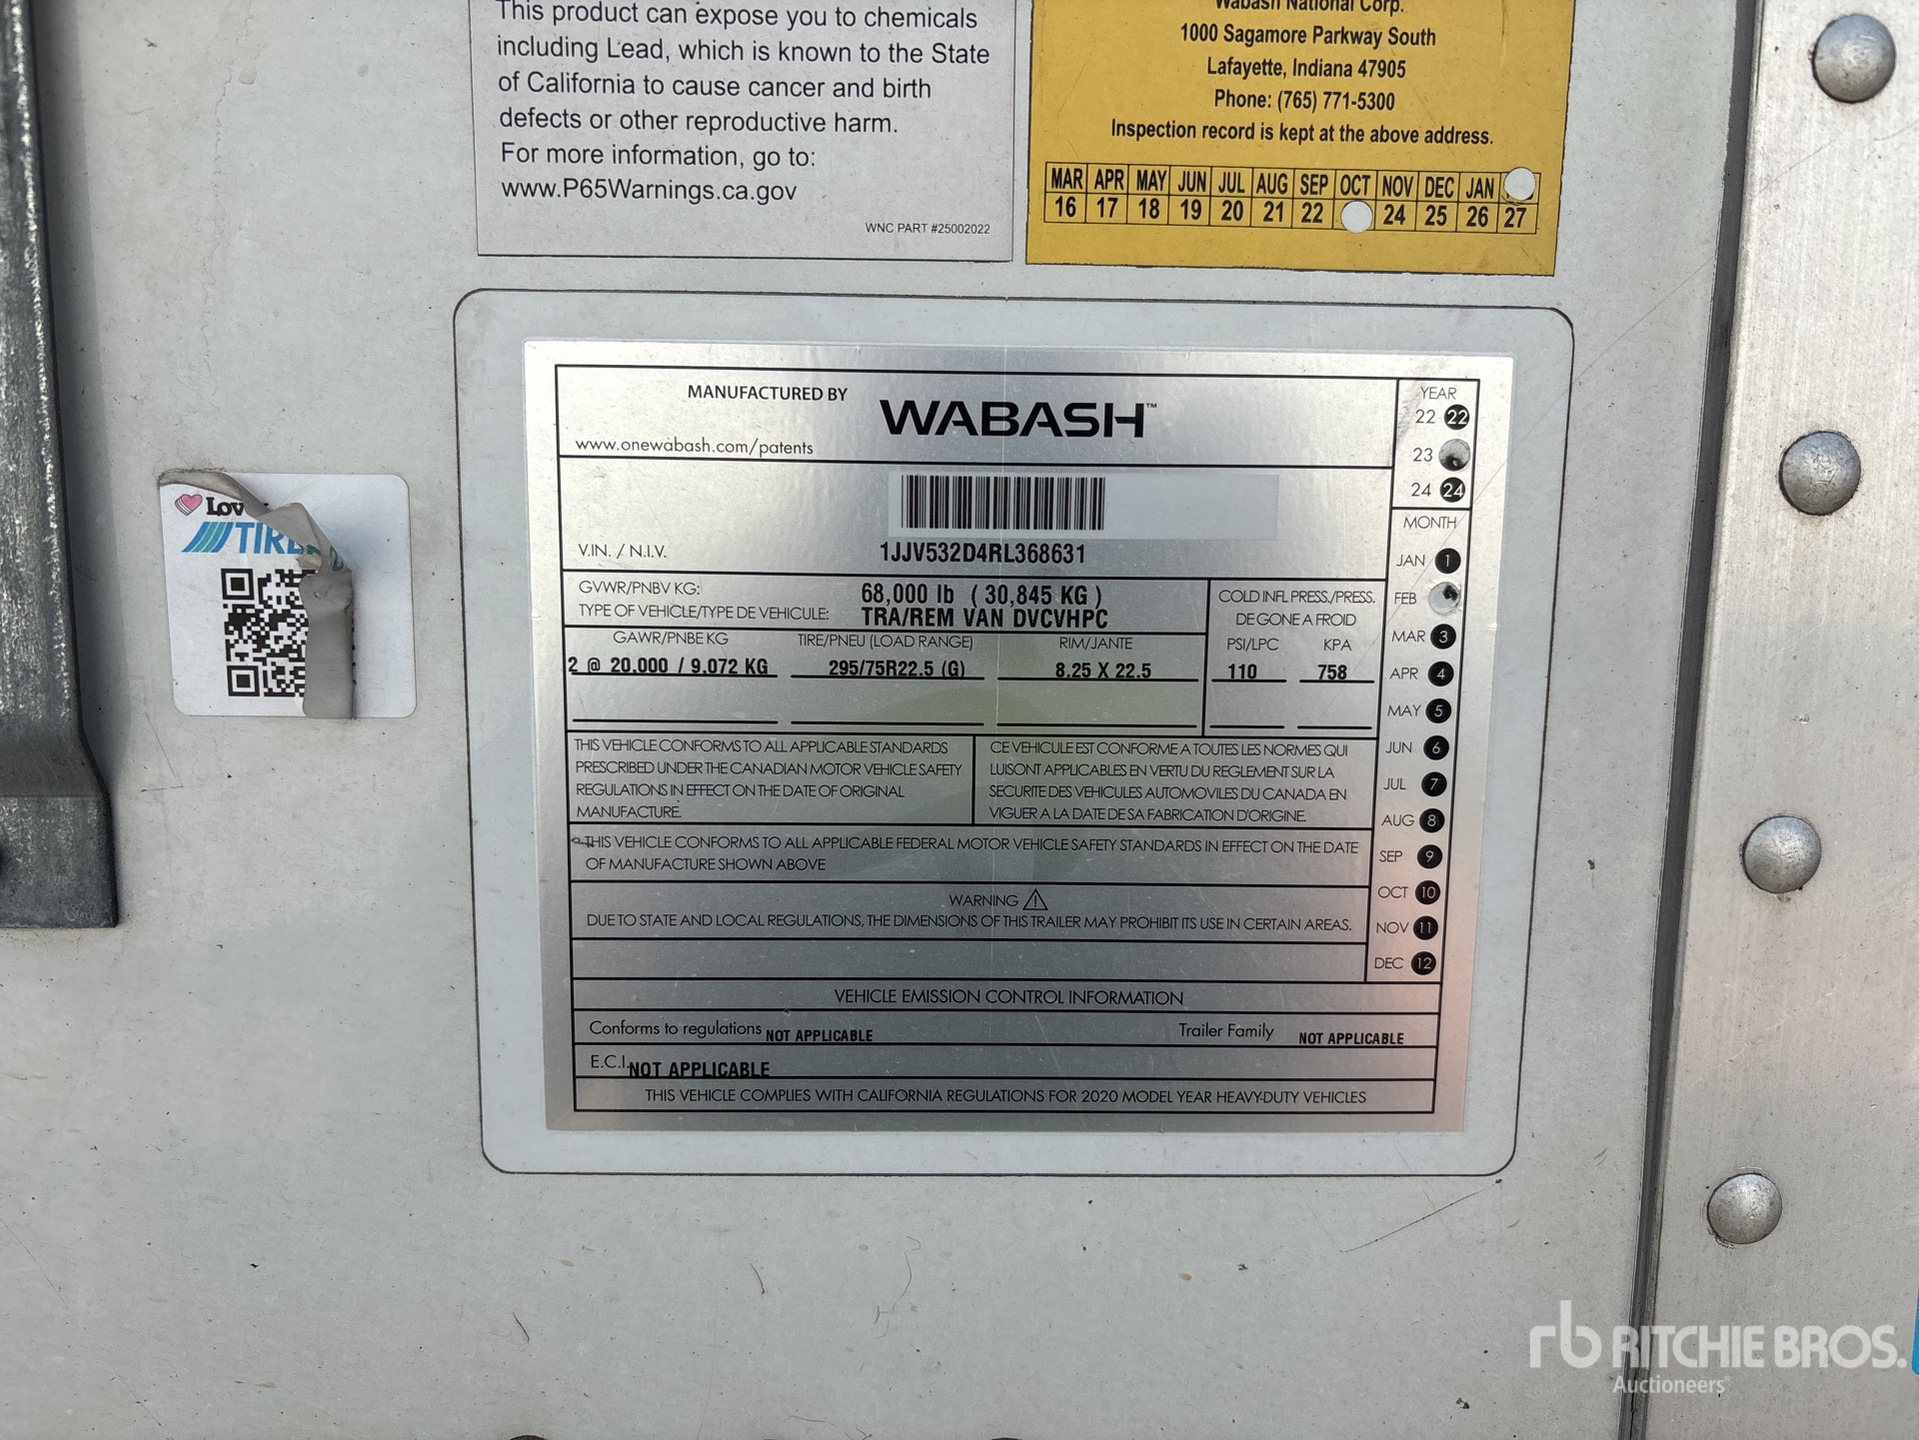 This product can expose you to chemicals
including Lead, which is known to the State
of California to cause cancer and birth
defects or other reproductive harm.
For more information, go to:
www.P65Warnings.ca.gov
WNC PART #25002022
Wabash National Corp.
1000 Sagamore Parkway South
Lafayette, Indiana 47905
Phone: (765) 771-5300
Inspection record is kept at the above address.
MAR APR MAY JUN JUL AUG SEP OCT NOV DEC JAN
16 17 18 19 20 21 22 24 25 26 27
MANUFACTURED BY
WABASH™
www.onewabash.com/patents
YEAR
22 22
23
24 24
V.IN. / N.I.V.
1JJV532D4RL368631
GVWR/PNBV KG: 68,000 lb ( 30,845 KG )
TYPE OF VEHICLE/TYPE DE VEHICULE: TRA/REM VAN DVCVHPC
COLD INFL PRESS./PRESS.
DE GONE A FROID
GAWR/PNBE KG TIRE/PNEU (LOAD RANGE) RIM/JANTE PSI/LPC KPA
2 @ 20,000 / 9,072 KG 295/75R22.5 (G) 8.25 X 22.5 110 758
THIS VEHICLE CONFORMS TO ALL APPLICABLE STANDARDS
PRESCRIBED UNDER THE CANADIAN MOTOR VEHICLE SAFETY
REGULATIONS IN EFFECT ON THE DATE OF ORIGINAL
MANUFACTURE.
CE VEHICULE EST CONFORME A TOUTES LES NORMES QUI
LUI SONT APPLICABLES EN VERTU DU REGLEMENT SUR LA
SECURITE DES VEHICULES AUTOMOVILES DU CANADA EN
VIGUER A LA DATE DE SA FABRICATION D'ORIGINE.
THIS VEHICLE CONFORMS TO ALL APPLICABLE FEDERAL MOTOR VEHICLE SAFETY STANDARDS IN EFFECT ON THE DATE
OF MANUFACTURE SHOWN ABOVE
WARNING
DUE TO STATE AND LOCAL REGULATIONS, THE DIMENSIONS OF THIS TRAILER MAY PROHIBIT ITS USE IN CERTAIN AREAS.
MONTH
JAN 1
FEB
MAR 3
APR 4
MAY 5
JUN 6
JUL 7
AUG 8
SEP 9
OCT 10
NOV 11
DEC 12
VEHICLE EMISSION CONTROL INFORMATION
Conforms to regulations NOT APPLICABLE Trailer Family NOT APPLICABLE
E.C.I. NOT APPLICABLE
THIS VEHICLE COMPLIES WITH CALIFORNIA REGULATIONS FOR 2020 MODEL YEAR HEAVY-DUTY VEHICLES
rb RITCHIE BROS.
Auctioneers